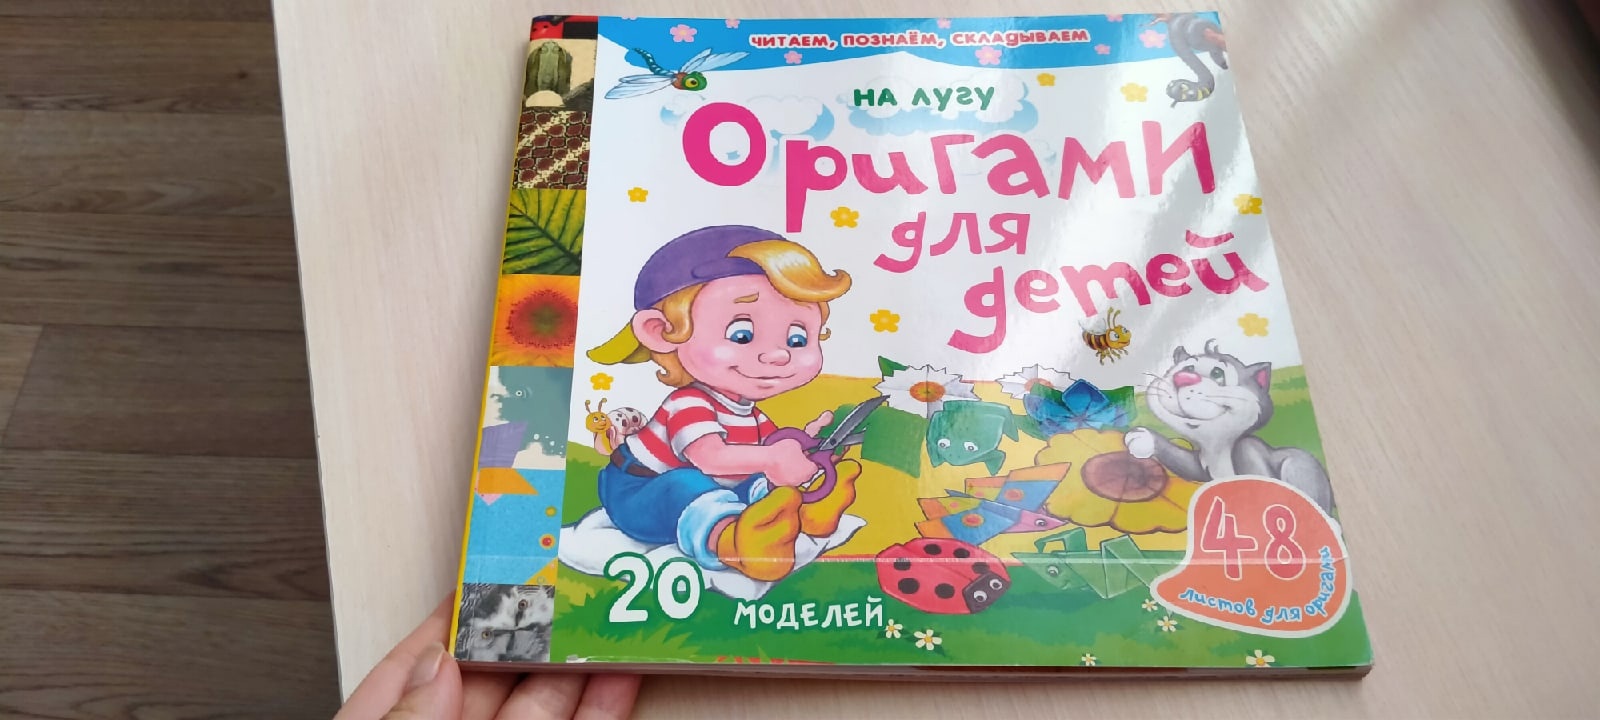 ЧИТАЕМ, ПОЗНАЁМ, СКЛАДЫВАЕМ
НА ЛУГУ
Оригами
для
детей
20 МОДЕЛЕЙ
48
листов для оригами